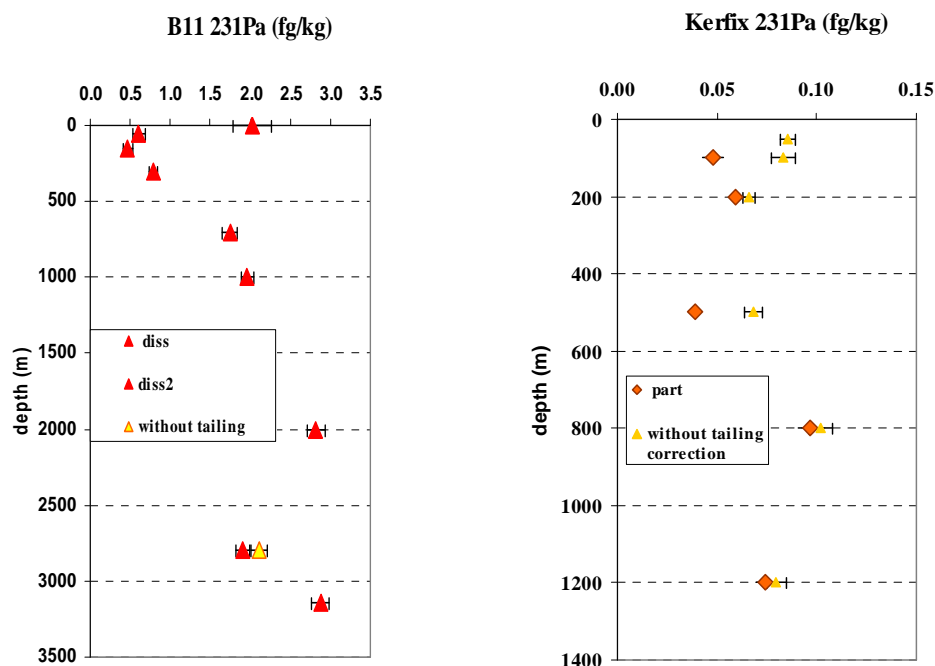 B11 231Pa (fg/kg)
0.0 0.5 1.0 1.5 2.0 2.5 3.0 3.5
0
500
1000
1500
2000
2500
3000
3500
depth (m)
diss
diss2
without tailing
Kerfix 231Pa (fg/kg)
0.00 0.05 0.10 0.15
0
200
400
600
800
1000
1200
1400
depth (m)
part
without tailing
correction